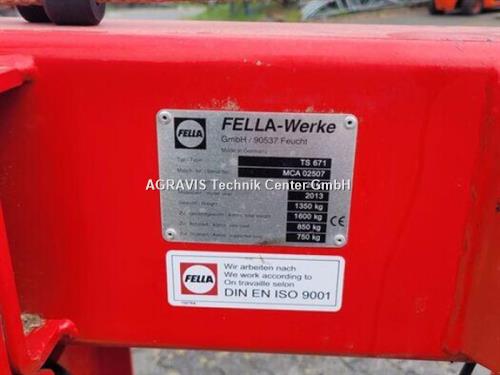 FELLA
FELLA-Werke
GmbH / 90537 Feucht
Made in Germany
TS 671
MCA 02507
AGRAVIS Technik Center GmbH
2013
1350 kg
1600 kg
850 kg
750 kg
CE
FELLA
Wir arbeiten nach
We work according to
On travaille selon
DIN EN ISO 9001